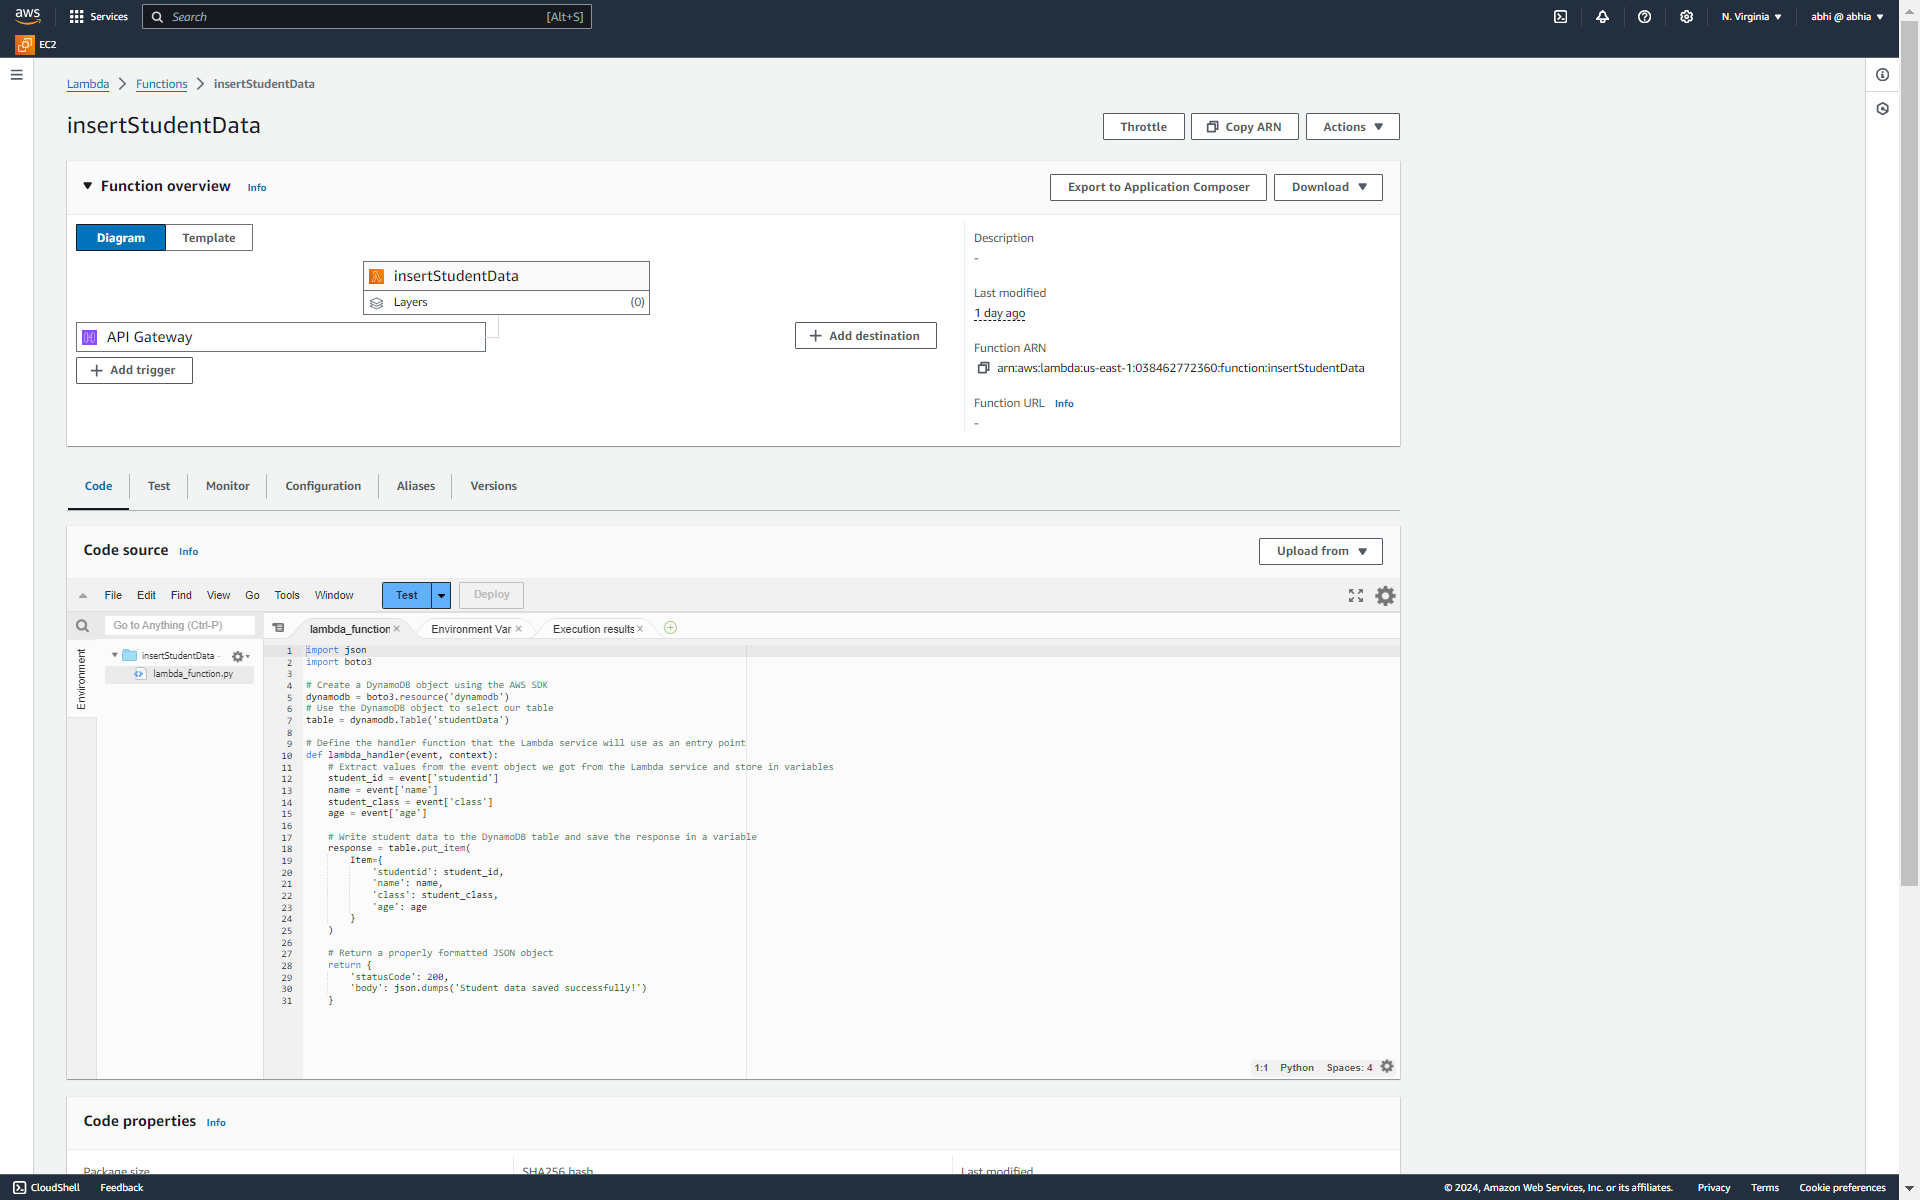 aws
Services
Search
[Alt+S]
N. Virginia
abhi @ abhia
EC2
Lambda
Functions
insertStudentData
insertStudentData
Throttle
Copy ARN
Actions
Function overview
Info
Export to Application Composer
Download
Diagram
Template
insertStudentData
Layers
(0)
API Gateway
Add trigger
Add destination
Description
-
Last modified
1 day ago
Function ARN
arn:aws:lambda:us-east-1:038462772360:function:insertStudentData
Function URL
Info
-
Code
Test
Monitor
Configuration
Aliases
Versions
Code source
Info
Upload from
File
Edit
Find
View
Go
Tools
Window
Test
Deploy
Go to Anything (Ctrl-P)
Environment
insertStudentData -
lambda_function.py
lambda_function
Environment Var
Execution results
1 import json
2 import boto3
3
4 # Create a DynamoDB object using the AWS SDK
5 dynamodb = boto3.resource('dynamodb')
6 # Use the DynamoDB object to select our table
7 table = dynamodb.Table('studentData')
8
9 # Define the handler function that the Lambda service will use as an entry point
10 def lambda_handler(event, context):
11 # Extract values from the event object we got from the Lambda service and store in variables
12 student_id = event['studentid']
13 name = event['name']
14 student_class = event['class']
15 age = event['age']
16
17 # Write student data to the DynamoDB table and save the response in a variable
18 response = table.put_item(
19 Item={
20 'studentid': student_id,
21 'name': name,
22 'class': student_class,
23 'age': age
24 }
25 )
26
27 # Return a properly formatted JSON object
28 return {
29 'statusCode': 200,
30 'body': json.dumps('Student data saved successfully!')
31 }
1:1
Python
Spaces: 4
Code properties
Info
Package size
SHA256 hash
Last modified
CloudShell
Feedback
© 2024, Amazon Web Services, Inc. or its affiliates.
Privacy
Terms
Cookie preferences